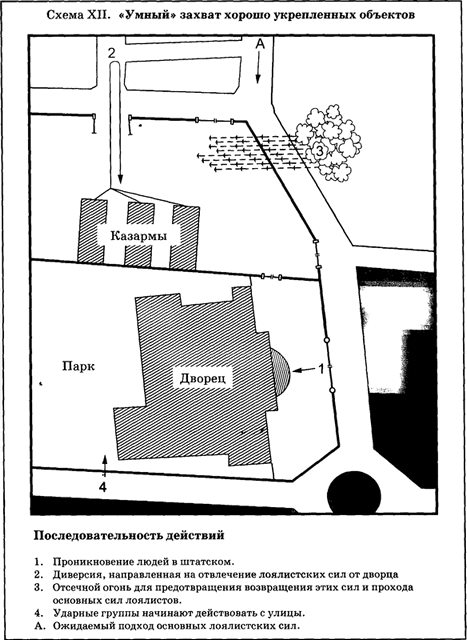 Схема XII. «Умный» захват хорошо укрепленных объектов
А
2
3
Казармы
Парк
Дворец
1
4
Последовательность действий
1. Проникновение людей в штатском.
2. Диверсия, направленная на отвлечение лоялистских сил от дворца
3. Отсечной огонь для предотвращения возвращения этих сил и прохода
основных сил лоялистов.
4. Ударные группы начинают действовать с улицы.
А. Ожидаемый подход основных лоялистских сил.